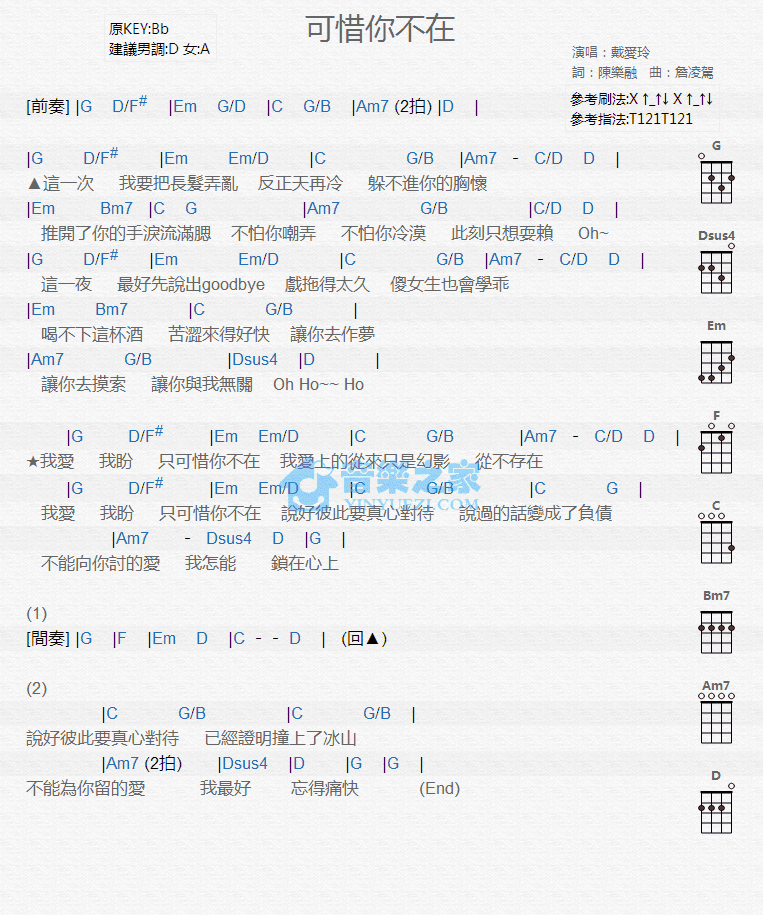 可惜你不在
原KEY:Bb
建議男調:D 女:A
演唱：戴愛玲
詞：陳樂融　曲：詹凌駕
參考刷法:X↑_↑↓ X↑_↑↓
參考指法:T121T121
[前奏] |G D/F# |Em G/D |C G/B |Am7 (2拍) |D |
|G D/F# |Em Em/D |C G/B |Am7 - C/D D |
▲這一次 我要把長髮弄亂 反正天再冷 躲不進你的胸懷
|Em Bm7 |C G |Am7 G/B |C/D D |
推開了你的手淚流滿腮 不怕你嘲弄 不怕你冷漠 此刻只想耍賴 Oh~
|G D/F# |Em Em/D |C G/B |Am7 - C/D D |
這一夜 最好先說出goodbye 戲拖得太久 傻女生也會學乖
|Em Bm7 |C G/B |
喝不下這杯酒 苦澀來得好快 讓你去作夢
|Am7 G/B |Dsus4 |D |
讓你去摸索 讓你與我無關 Oh Ho~~ Ho
|G D/F# |Em Em/D |C G/B |Am7 - C/D D |
★我愛 我盼 只可惜你不在 我愛上的從來只是幻影 從不存在
|G D/F# |Em Em/D |C G/B |C G |
我愛 我盼 只可惜你不在 說好彼此要真心對待 說過的話變成了負債
|Am7 - Dsus4 D |G |
不能向你討的愛 我怎能 鎖在心上
(1)
[間奏] |G |F |Em D |C - - D | (回▲)
(2)
|C G/B |C G/B |
說好彼此要真心對待 已經證明撞上了冰山
|Am7 (2拍) |Dsus4 |D |G |G |
不能為你留的愛 我最好 忘得痛快 (End)
G
Dsus4
Em
F
C
Bm7
Am7
D
音樂之家
YINYUEZJ.COM